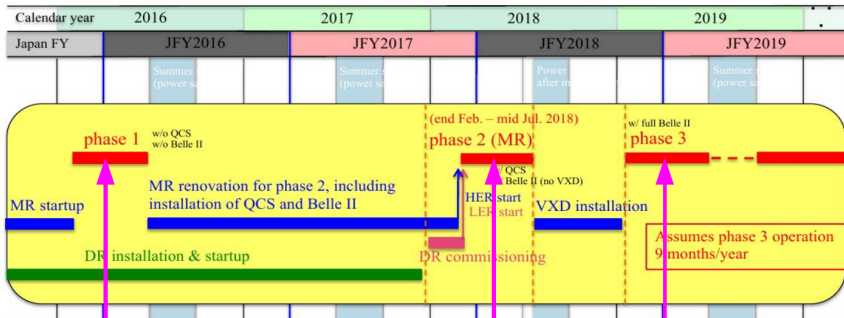 Calendar year 2016 2017 2018 2019 . .
Japan FY JFY2016 JFY2017 JFY2018 JFY2019
Summer Summer s Power Summer s
(power sa (power sa after m (power sa
(end Feb. – mid Jul. 2018)
w/ full Belle II
phase 1 w/o QCS
w/o Belle II
phase 2 (MR)
phase 3
QCS
Belle II (no VXD)
MR renovation for phase 2, including
installation of QCS and Belle II
HER start
LER start
MR startup
VXD installation
DR installation & startup
DR commissioning
Assumes phase 3 operation
9 months/year